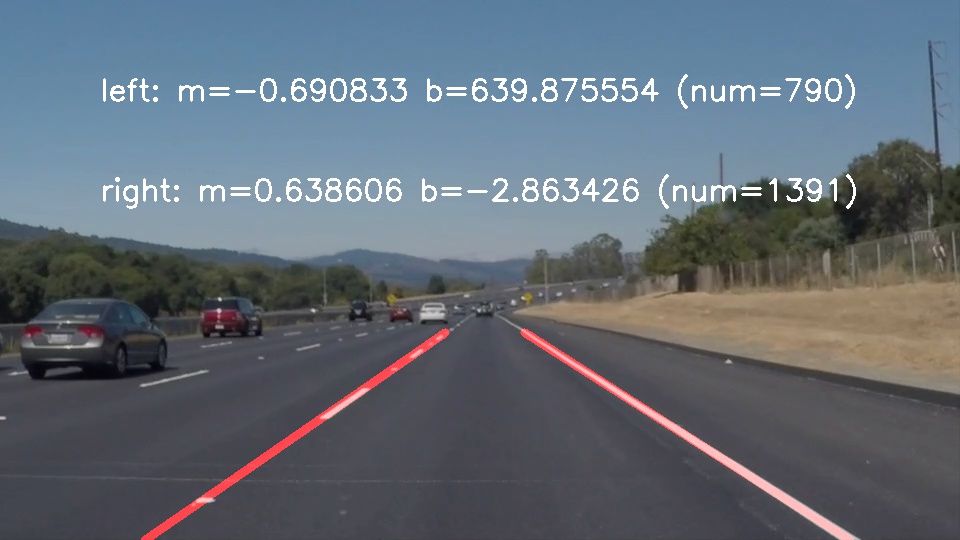 left: m=-0.690833 b=639.875554 (num=790)
right: m=0.638606 b=-2.863426 (num=1391)